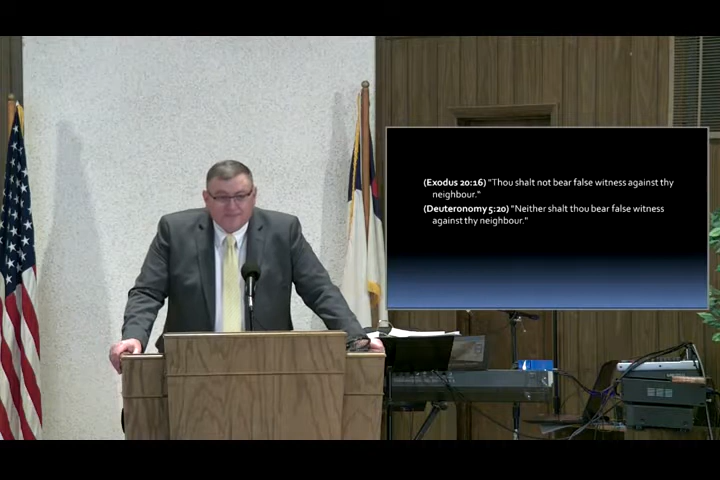 (Exodus 20:16) "Thou shalt not bear false witness against thy
neighbour."
(Deuteronomy 5:20) "Neither shalt thou bear false witness
against thy neighbour."